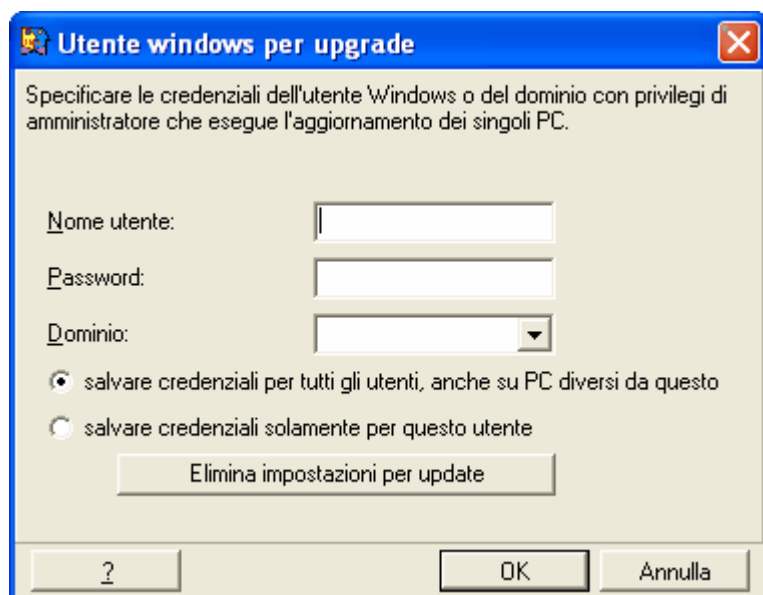 Utente windows per upgrade
Specificare le credenziali dell'utente Windows o del dominio con privilegi di
amministratore che esegue l'aggiornamento dei singoli PC.
Nome utente:
Password:
Dominio:
salvare credenziali per tutti gli utenti, anche su PC diversi da questo
salvare credenziali solamente per questo utente
Elimina impostazioni per update
? OK Annulla